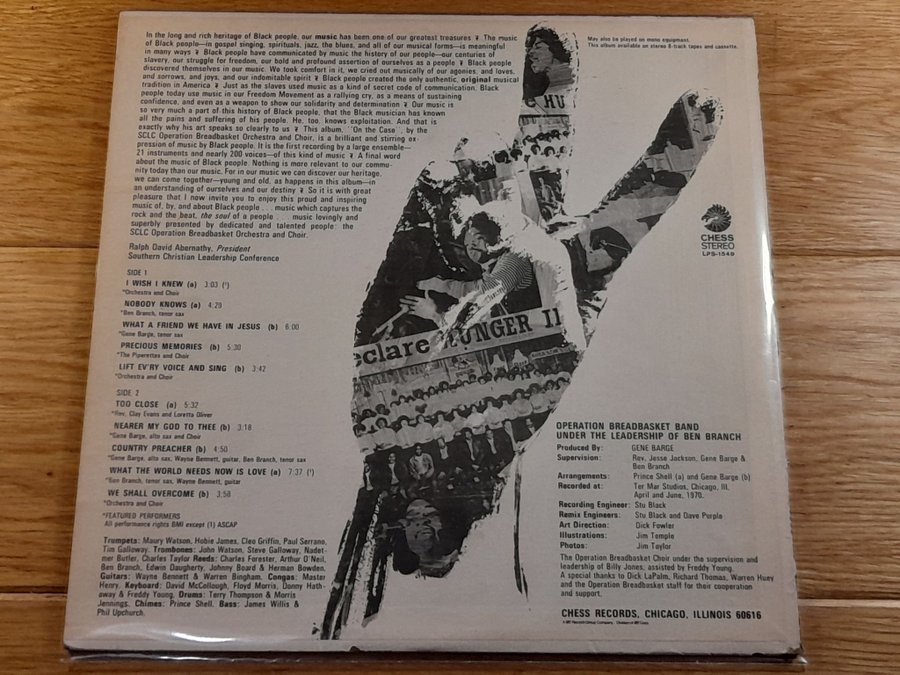 In the long and rich heritage of Black people, our music has been one of our greatest treasures ❡ The music
of Black people—in gospel singing, spirituals, jazz, the blues, and all of our musical forms—is meaningful
in many ways ❡ Black people have communicated by music the history of our people—our centuries of
slavery, our struggle for freedom, our bold and profound assertion of ourselves as a people ❡ Black people
discovered themselves in our music. We took comfort in it, we cried out musically of our agonies, and loves,
and sorrows, and joys, and our indomitable spirit ❡ Black people created the only authentic, original musical
tradition in America ❡ Just as the slaves used music as a kind of secret code of communication, Black
people today use music in our Freedom Movement as a rallying cry, as a means of sustaining
confidence, and even as a weapon to show our solidarity and determination ❡ Our music is
so very much a part of this history of Black people, that the Black musician has known
all the pains and suffering of his people. He, too, knows exploitation. And that is
exactly why his art speaks so clearly to us ❡ This album, "On the Case", by the
SCLC Operation Breadbasket Orchestra and Choir, is a brilliant and stirring ex-
pression of music by Black people. It is the first recording by a large ensemble—
21 instruments and nearly 200 voices—of this kind of music ❡ A final word
about the music of Black people. Nothing is more relevant to our commu-
nity today than our music. For in our music we can discover our heritage,
we can come together—young and old, as happens in this album—in
an understanding of ourselves and our destiny ❡ So it is with great
pleasure that I now invite you to enjoy this proud and inspiring
music of, by, and about Black people . . . music which captures the
rock and the beat, the soul of a people . . . music lovingly and
superbly presented by dedicated and talented people: the
SCLC Operation Breadbasket Orchestra and Choir.
Ralph David Abernathy, President
Southern Christian Leadership Conference
SIDE 1
I WISH I KNEW (a) 3:03 (¹)
*Orchestra and Choir
NOBODY KNOWS (a) 4:29
*Ben Branch, tenor sax
WHAT A FRIEND WE HAVE IN JESUS (b) 6:00
*Gene Barge, tenor sax
PRECIOUS MEMORIES (b) 5:30
*The Piperettes and Choir
LIFT EV'RY VOICE AND SING (b) 3:42
*Orchestra and Choir
SIDE 2
TOO CLOSE (a) 5:32
*Rev. Clay Evans and Loretta Oliver
NEARER MY GOD TO THEE (b) 3:18
*Gene Barge, alto sax and Choir
COUNTRY PREACHER (b) 4:50
*Gene Barge, alto sax, Wayne Bennett, guitar, Ben Branch, tenor sax
WHAT THE WORLD NEEDS NOW IS LOVE (a) 7:37 (¹)
*Ben Branch, tenor sax, Wayne Bennett, guitar
WE SHALL OVERCOME (b) 3:58
*Orchestra and Choir
*FEATURED PERFORMERS
All performance rights BMI except (1) ASCAP
Trumpets: Maury Watson, Hobie James, Cleo Griffin, Paul Serrano,
Tim Galloway. Trombones: John Watson, Steve Galloway, Nadet-
mer Butler, Charles Taylor Reeds: Charles Forester, Arthur O'Neil,
Ben Branch, Edwin Daugherty, Johnny Board & Herman Bowden.
Guitars: Wayne Bennett & Warren Bingham. Congas: Master
Henry. Keyboard: David McCollough, Floyd Morris, Donny Hath-
away & Freddy Young. Drums: Terry Thompson & Morris
Jennings. Chimes: Prince Shell. Bass: James Willis &
Phil Upchurch.
May also be played on mono equipment.
This album available on stereo 8-track tapes and cassette.
HU
eclare HUNGER
CHESS
STEREO
LPS-1549
OPERATION BREADBASKET BAND
UNDER THE LEADERSHIP OF BEN BRANCH
Produced By: GENE BARGE
Supervision: Rev. Jesse Jackson, Gene Barge &
Ben Branch
Arrangements: Prince Shell (a) and Gene Barge (b)
Recorded at: Ter Mar Studios, Chicago, Ill.
April and June, 1970.
Recording Engineer: Stu Black
Remix Engineers: Stu Black and Dave Purple
Art Direction: Dick Fowler
Illustrations: Jim Temple
Photos: Jim Taylor
The Operation Breadbasket Choir under the supervision and
leadership of Billy Jones, assisted by Freddy Young.
A special thanks to Dick LaPalm, Richard Thomas, Warren Huey
and the Operation Breadbasket staff for their cooperation
and support.
CHESS RECORDS, CHICAGO, ILLINOIS 60616